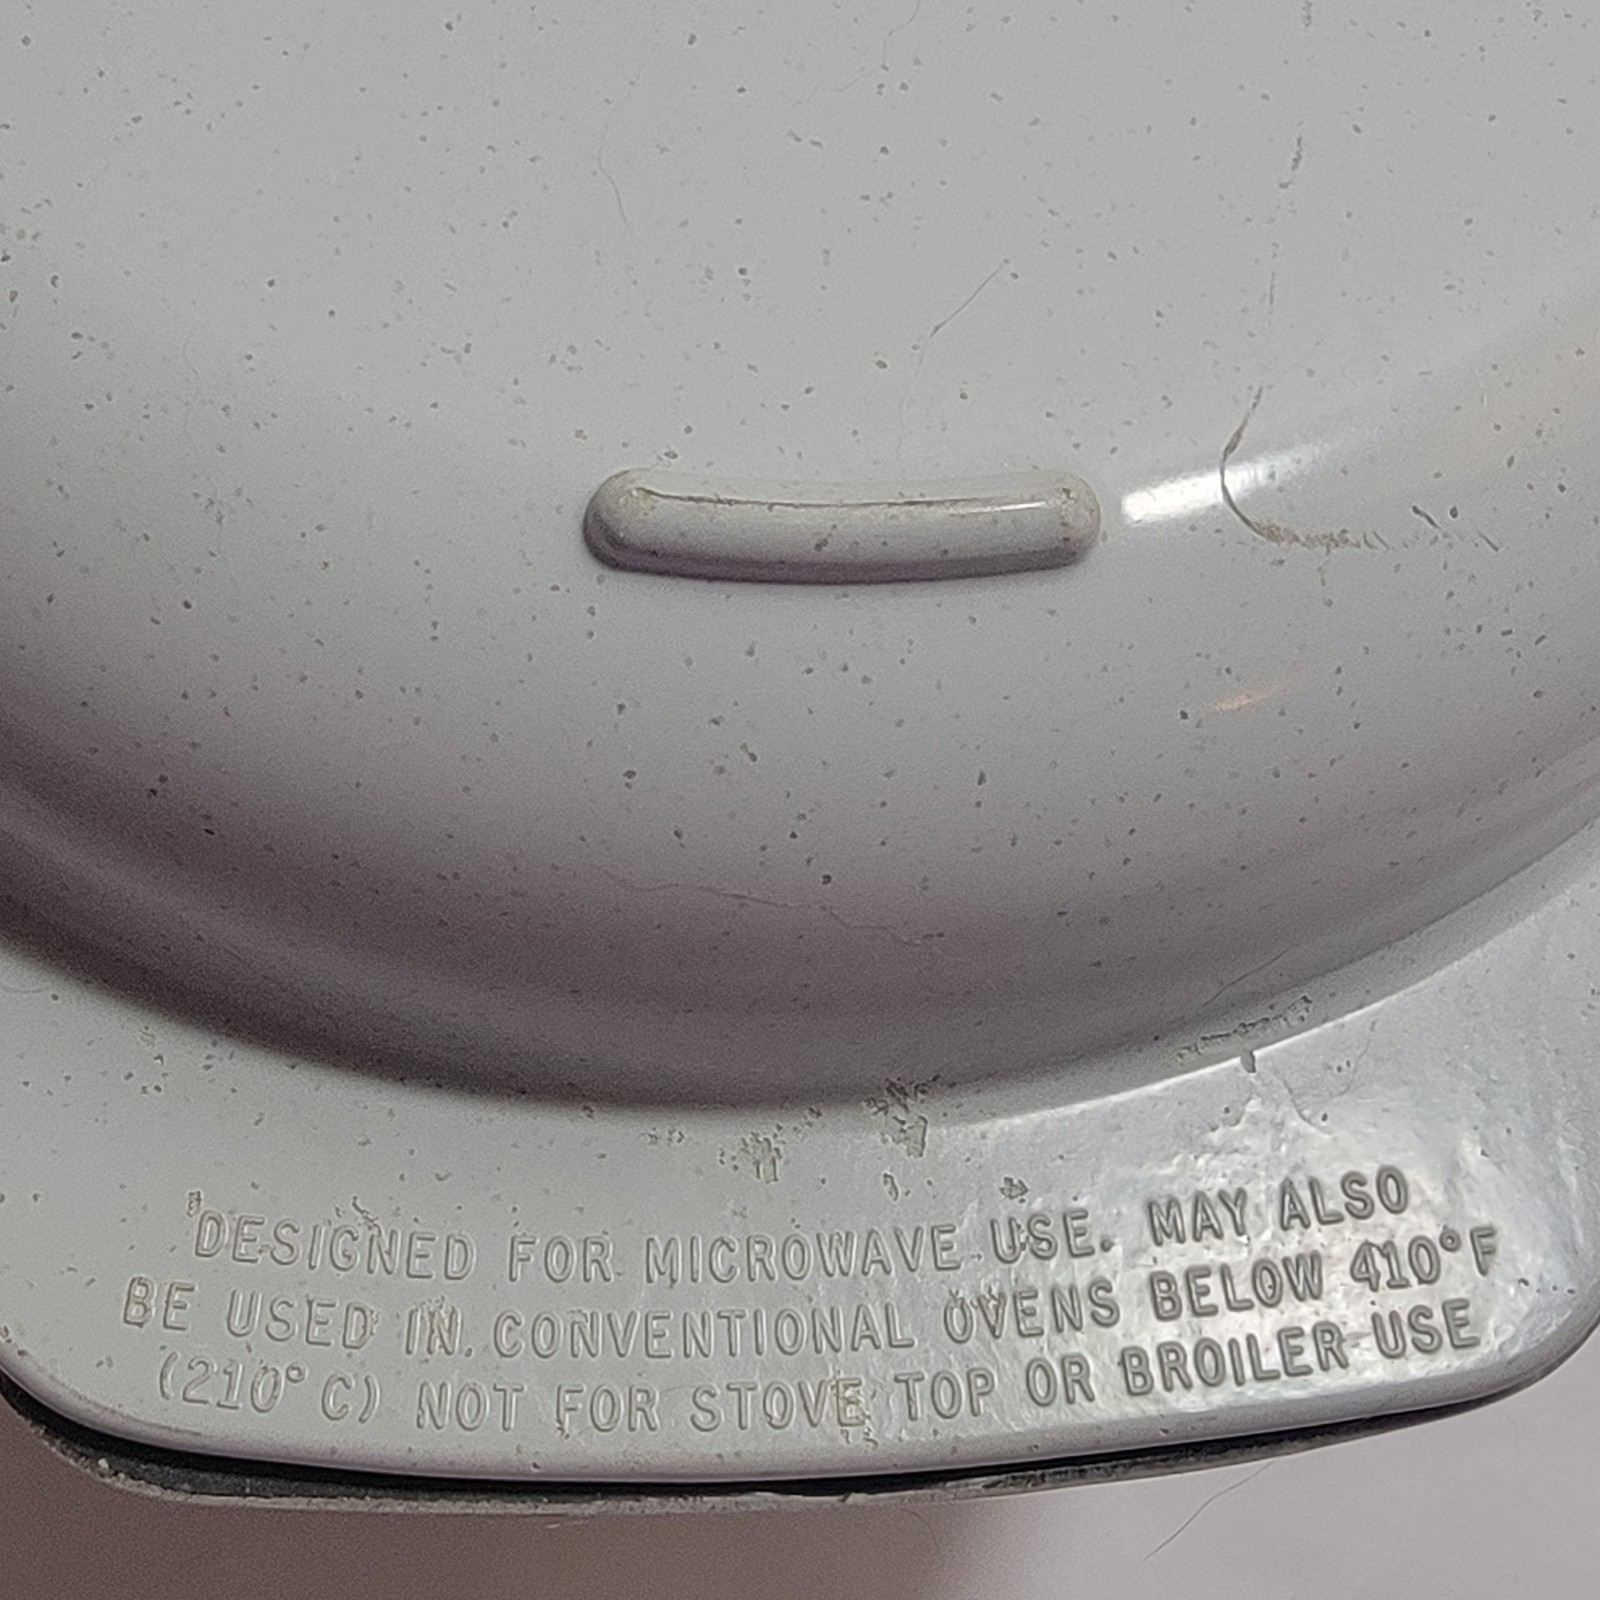 DESIGNED FOR MICROWAVE USE. MAY ALSO
BE USED IN CONVENTIONAL OVENS BELOW 410°F
(210°C) NOT FOR STOVE TOP OR BROILER USE